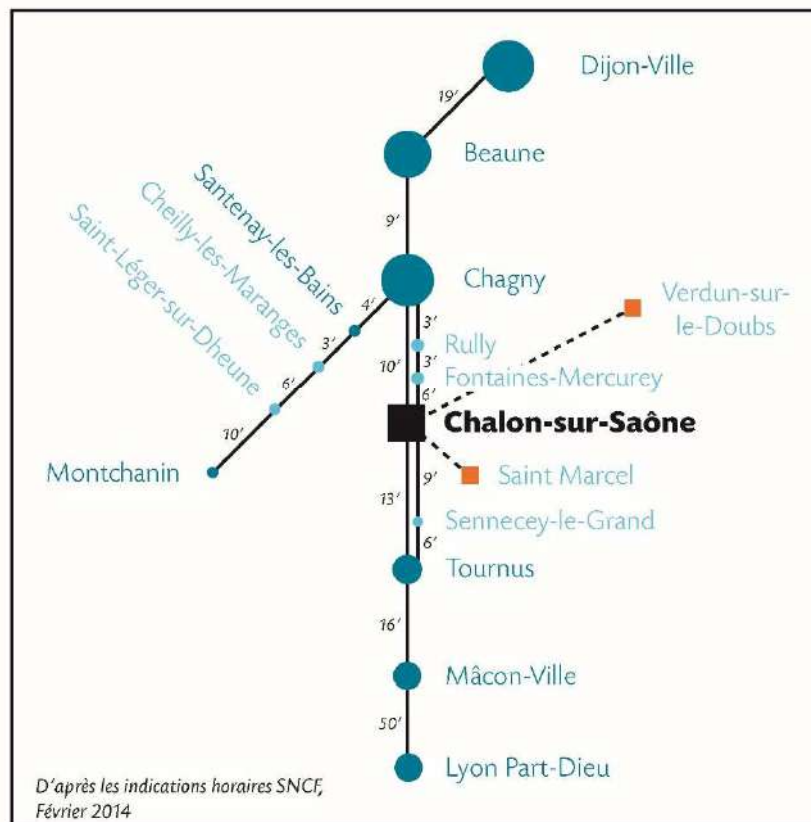 Dijon-Ville
19'
Beaune
9'
Santenay-les-Bains
Cheilly-les-Maranges
Saint-Léger-sur-Dheune
Chagny
4'
3'
6'
10'
Montchanin
Verdun-sur-
le-Doubs
3'
Rully
10'
3'
Fontaines-Mercurey
6'
Chalon-sur-Saône
9'
Saint Marcel
13'
Sennecey-le-Grand
6'
Tournus
16'
Mâcon-Ville
50'
Lyon Part-Dieu
D'après les indications horaires SNCF,
Février 2014